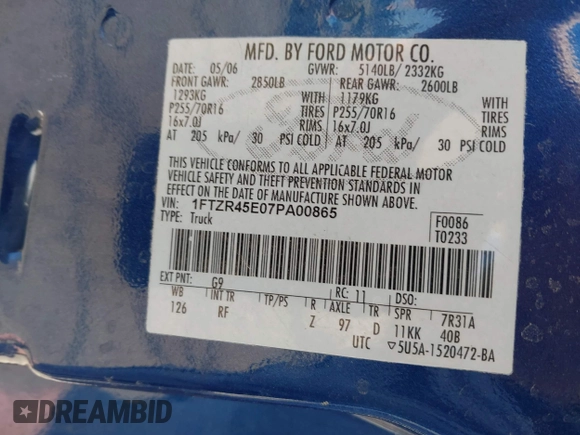 MFD. BY FORD MOTOR CO.
DATE: 05/06 GVWR: 5140LB/ 2332KG
FRONT GAWR: 2850LB REAR GAWR: 2600LB
1293KG WITH 1179KG WITH
P255/70R16 TIRES P255/70R16 TIRES
16x7.0J RIMS 16x7.0J RIMS
AT 205 kPa/ 30 PSI COLD AT 205 kPa/ 30 PSI COLD
THIS VEHICLE CONFORMS TO ALL APPLICABLE FEDERAL MOTOR
VEHICLE SAFETY AND THEFT PREVENTION STANDARDS IN
EFFECT ON THE DATE OF MANUFACTURE SHOWN ABOVE.
VIN: 1FTZR45E07PA00865
TYPE: Truck
F0086
T0233
EXT PNT: G9 RC: 11 DSO:
WB INT TR TP/PS R AXLE TR SPR 7R31A
126 RF Z 97 D 11KK 40B
UTC ▽5U5A-1520472-BA
DREAMBID